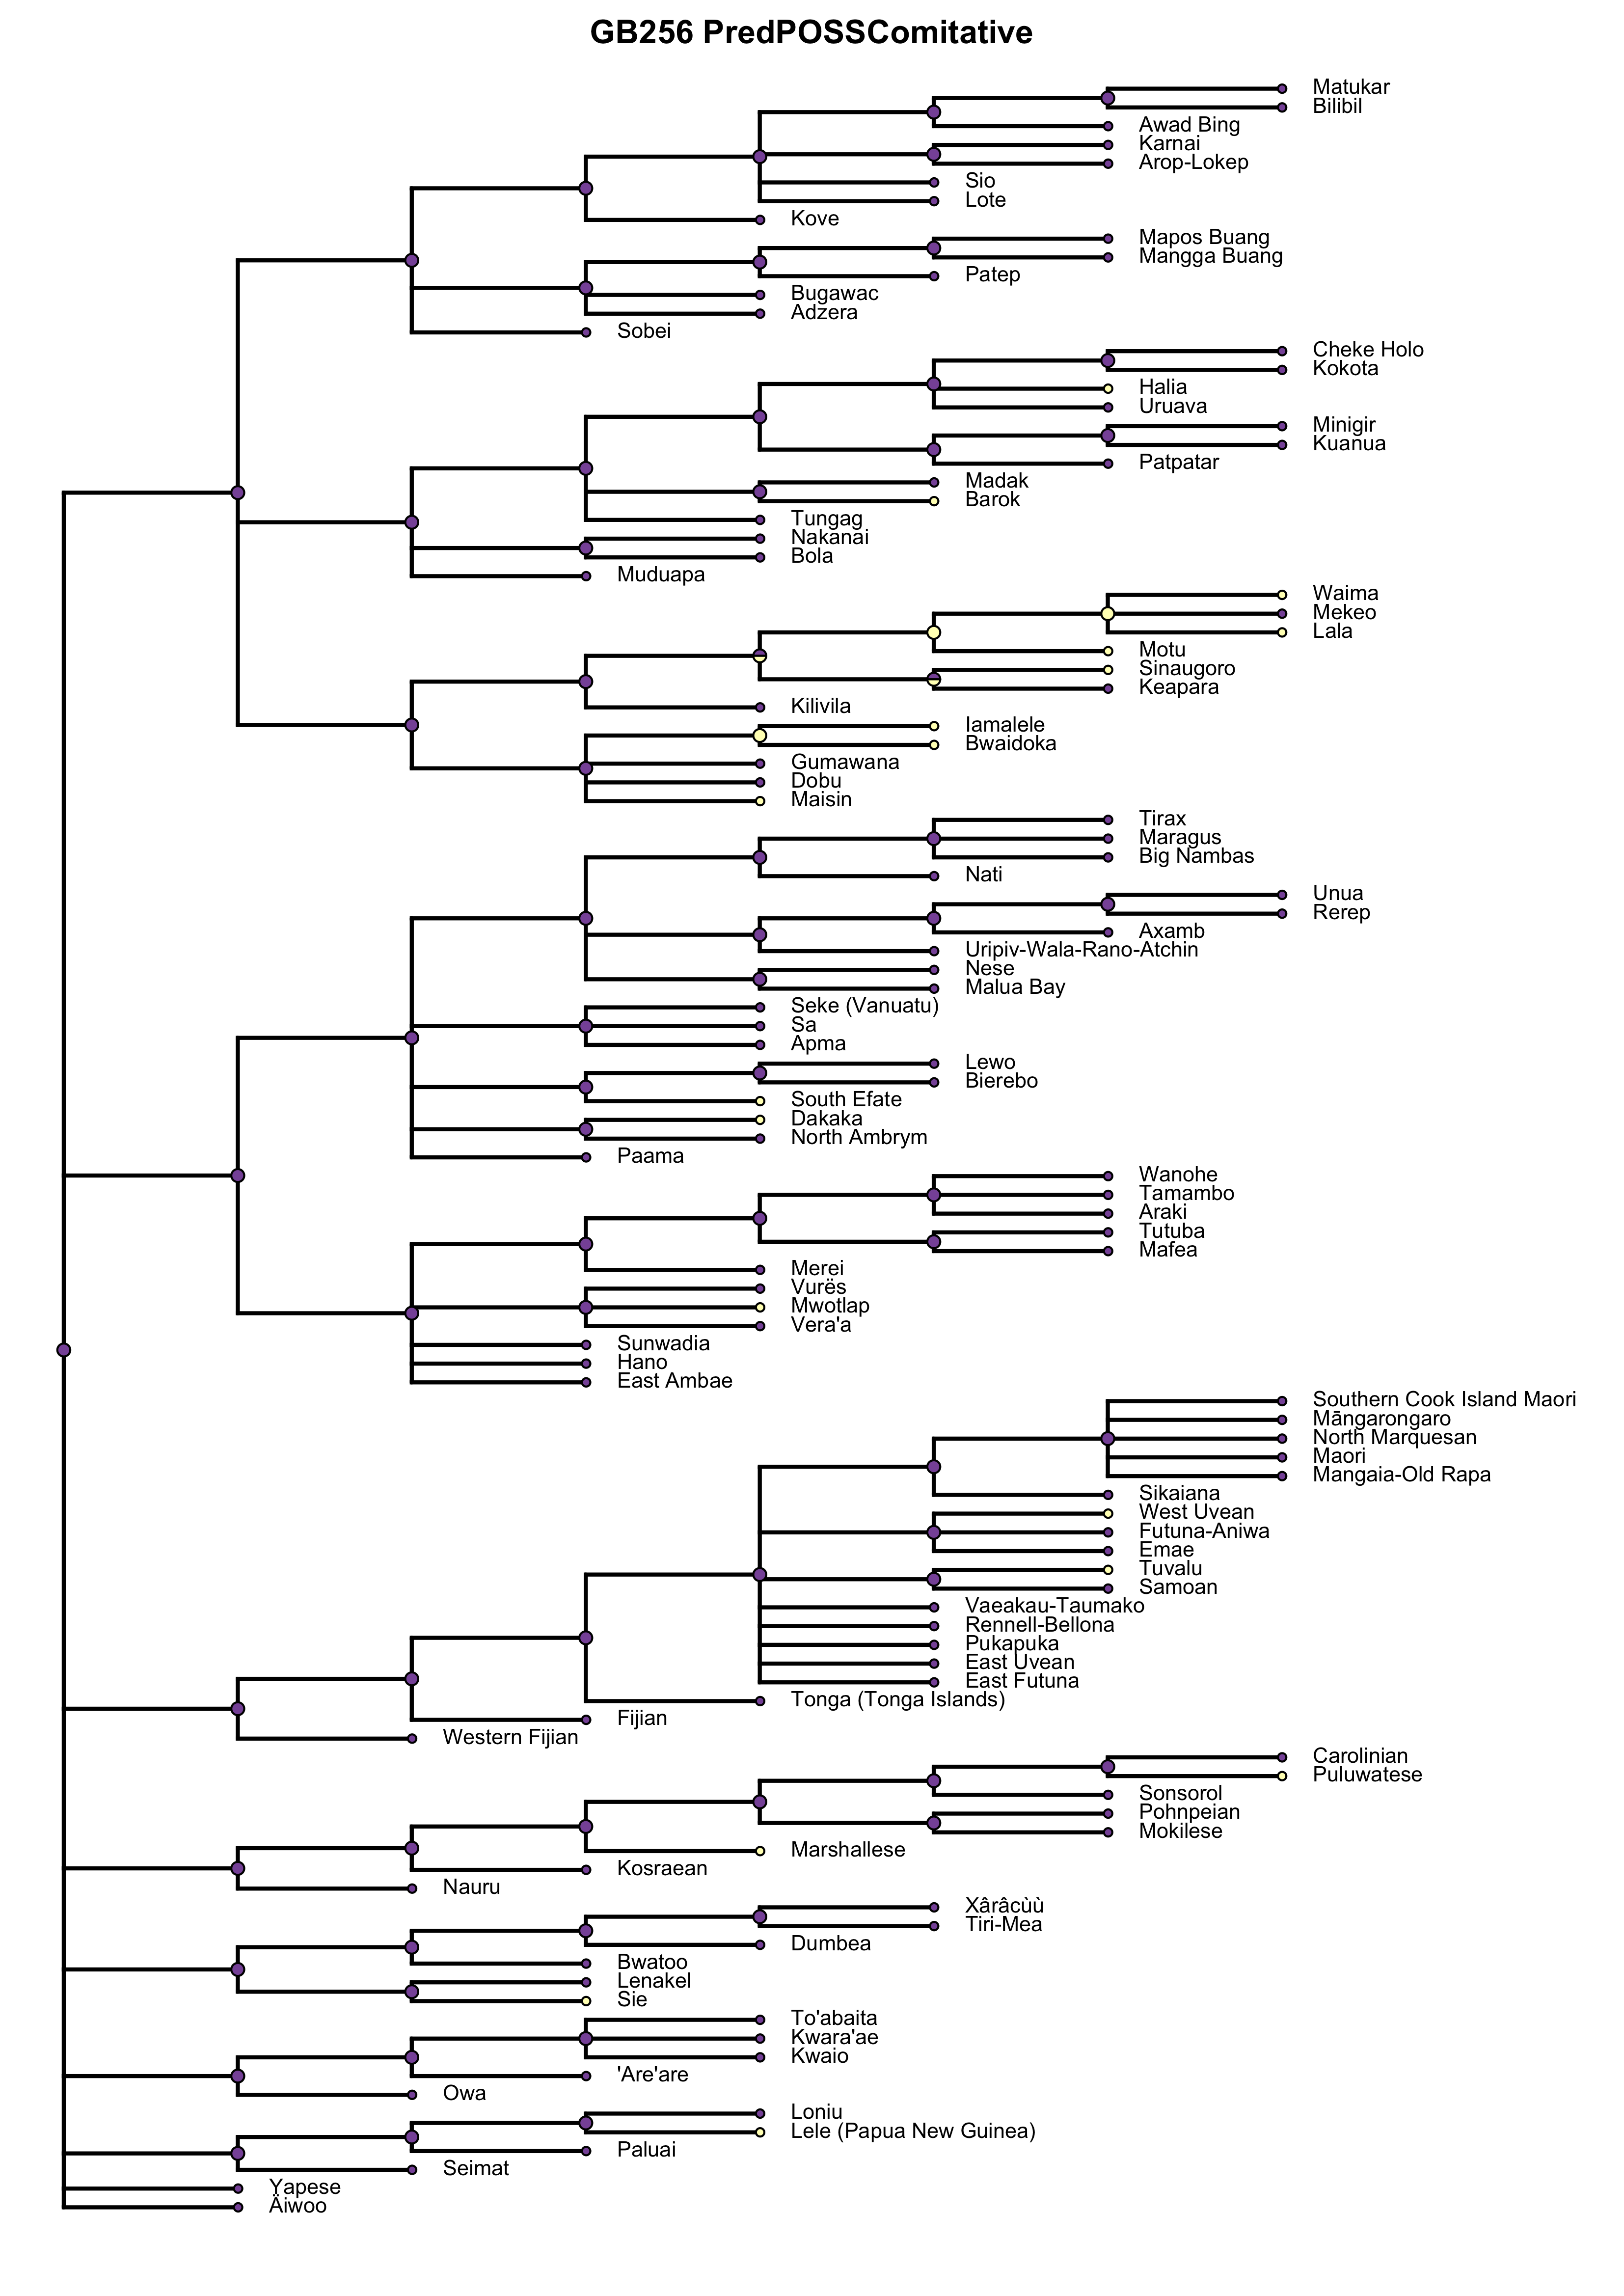 GB256 PredPOSSComitative
Matukar
Bilibil
Awad Bing
Karnai
Arop-Lokep
Sio
Lote
Kove
Mapos Buang
Mangga Buang
Patep
Bugawac
Adzera
Sobei
Cheke Holo
Kokota
Halia
Uruava
Minigir
Kuanua
Patpatar
Madak
Barok
Tungag
Nakanai
Bola
Muduapa
Waima
Mekeo
Lala
Motu
Sinaugoro
Keapara
Kilivila
Iamalele
Bwaidoka
Gumawana
Dobu
Maisin
Tirax
Maragus
Big Nambas
Nati
Unua
Rerep
Axamb
Uripiv-Wala-Rano-Atchin
Nese
Malua Bay
Seke (Vanuatu)
Sa
Apma
Lewo
Bierebo
South Efate
Dakaka
North Ambrym
Paama
Wanohe
Tamambo
Araki
Tutuba
Mafea
Merei
Vurës
Mwotlap
Vera'a
Sunwadia
Hano
East Ambae
Southern Cook Island Maori
Māngarongaro
North Marquesan
Maori
Mangaia-Old Rapa
Sikaiana
West Uvean
Futuna-Aniwa
Emae
Tuvalu
Samoan
Vaeakau-Taumako
Rennell-Bellona
Pukapuka
East Uvean
East Futuna
Tonga (Tonga Islands)
Fijian
Western Fijian
Carolinian
Puluwatese
Sonsorol
Pohnpeian
Mokilese
Marshallese
Kosraean
Nauru
Xârâcùù
Tiri-Mea
Dumbea
Bwatoo
Lenakel
Sie
To'abaita
Kwara'ae
Kwaio
'Are'are
Owa
Loniu
Lele (Papua New Guinea)
Paluai
Seimat
Yapese
Äiwoo